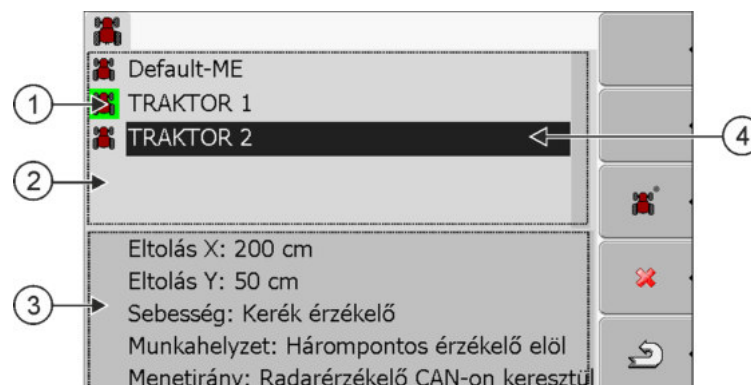 Default-ME
1 TRAKTOR 1
TRAKTOR 2 4
2
Eltolás X: 200 cm
Eltolás Y: 50 cm
3 Sebesség: Kerék érzékelő
Munkahelyzet: Hárompontos érzékelő elöl
Menetirány: Radarérzékelő CAN-on keresztül